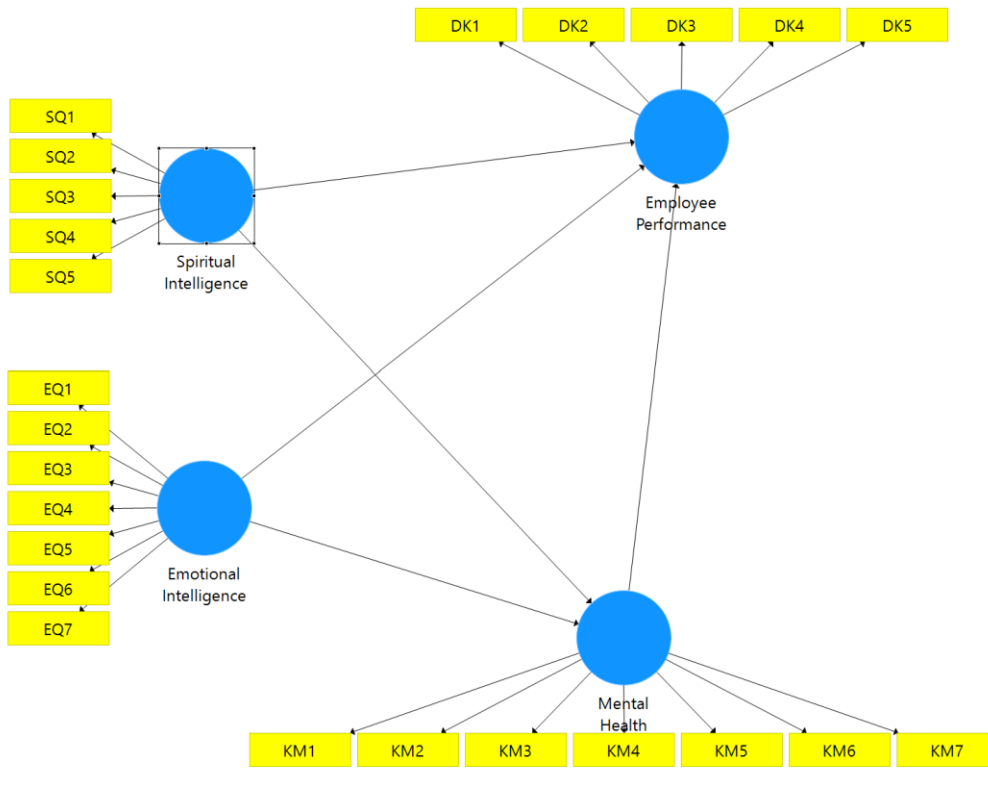 DK1
DK2
DK3
DK4
DK5
SQ1
SQ2
SQ3
SQ4
SQ5
Spiritual
Intelligence
Employee
Performance
EQ1
EQ2
EQ3
EQ4
EQ5
EQ6
EQ7
Emotional
Intelligence
Mental
Health
KM1
KM2
KM3
KM4
KM5
KM6
KM7